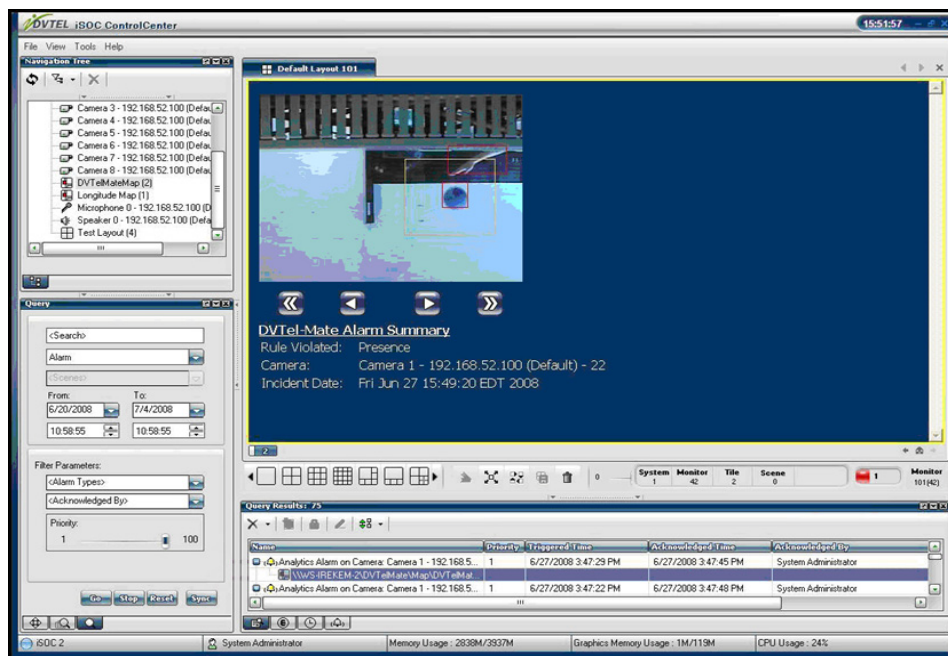 DVTEL iSOC ControlCenter
15:51:57
File View Tools Help
Navigation Tree
Default Layout 101
Camera 3 - 192.168.52.100 (Defau
Camera 4 - 192.168.52.100 (Defau
Camera 5 - 192.168.52.100 (Defau
Camera 6 - 192.168.52.100 (Defau
Camera 7 - 192.168.52.100 (Defau
Camera 8 - 192.168.52.100 (Defau
DVTelMateMap (2)
Longitude Map (1)
Microphone 0 - 192.168.52.100 (D
Speaker 0 - 192.168.52.100 (Defa
Test Layout (4)
Query
<Search>
Alarm
<Scenes>
From: To:
6/20/2008 7/4/2008
10:58:55 10:58:55
Filter Parameters:
<Alarm Types>
<Acknowledged By>
Priority:
1 100
Go Stop Reset Sync
DVTel-Mate Alarm Summary
Rule Violated: Presence
Camera: Camera 1 - 192.168.52.100 (Default) - 22
Incident Date: Fri Jun 27 15:49:20 EDT 2008
2
0
System Monitor Tile Scene
1 42 2 0
1
Monitor
101(42)
Query Results: 75
Name Priority Triggered Time Acknowledged Time Acknowledged By
Analytics Alarm on Camera: Camera 1 - 192.168.5... 1 6/27/2008 3:47:29 PM 6/27/2008 3:47:45 PM System Administrator
\\WS-IREKEM-2\DVTelMate\Map\DVTelMat...
Analytics Alarm on Camera: Camera 1 - 192.168.5... 1 6/27/2008 3:47:22 PM 6/27/2008 3:47:48 PM System Administrator
iSOC 2 System Administrator Memory Usage : 2838M/3937M Graphics Memory Usage : 1M/119M CPU Usage : 24%